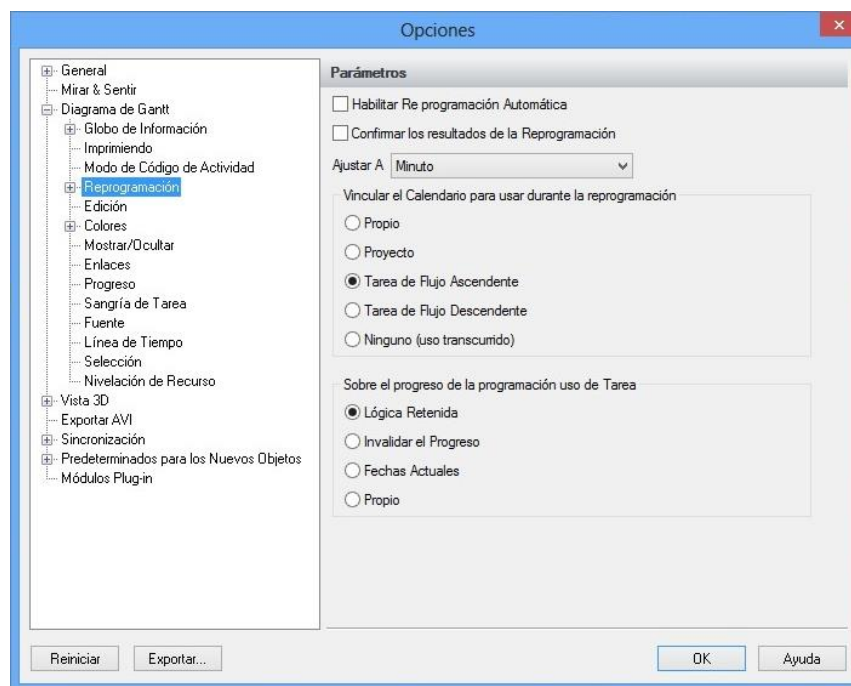 Opciones
General
Mirar & Sentir
Diagrama de Gantt
Globo de Información
Imprimiendo
Modo de Código de Actividad
Reprogramación
Edición
Colores
Mostrar/Ocultar
Enlaces
Progreso
Sangría de Tarea
Fuente
Línea de Tiempo
Selección
Nivelación de Recurso
Vista 3D
Exportar AVI
Sincronización
Predeterminados para los Nuevos Objetos
Módulos Plug-in
Parámetros
Habilitar Re programación Automática
Confirmar los resultados de la Reprogramación
Ajustar A Minuto
Vincular el Calendario para usar durante la reprogramación
Propio
Proyecto
Tarea de Flujo Ascendente
Tarea de Flujo Descendente
Ninguno (uso transcurrido)
Sobre el progreso de la programación uso de Tarea
Lógica Retenida
Invalidar el Progreso
Fechas Actuales
Propio
Reiniciar
Exportar...
OK
Ayuda